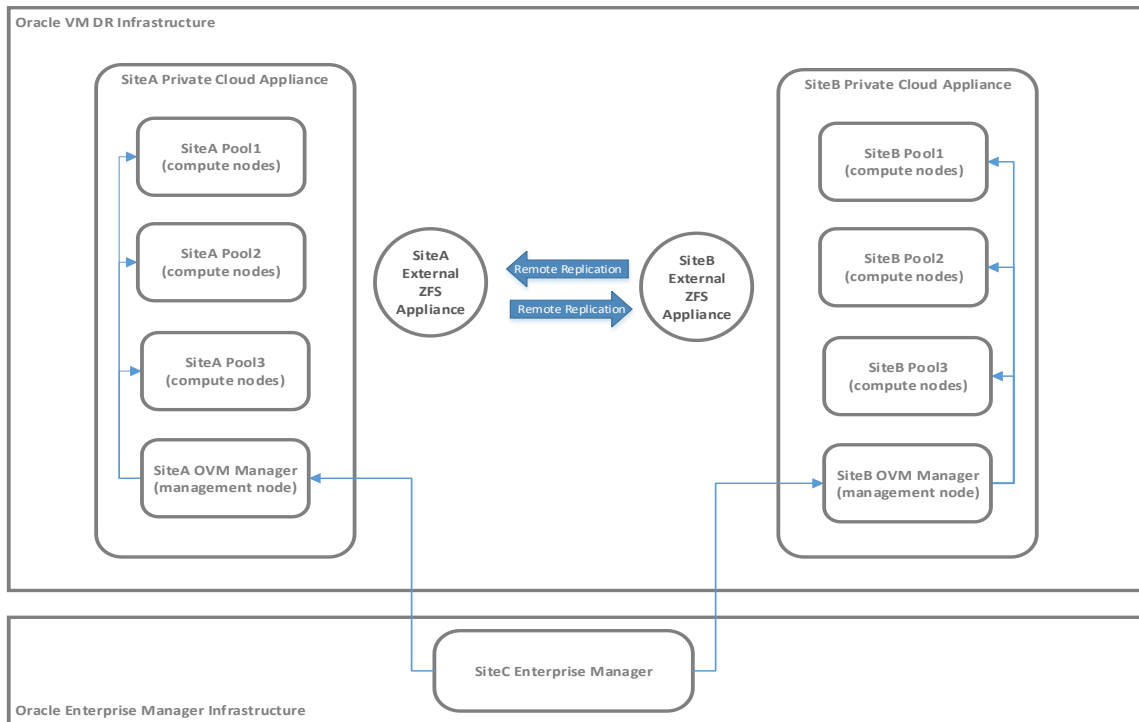 Oracle VM DR Infrastructure
SiteA Private Cloud Appliance
SiteA Pool1
(compute nodes)
SiteA Pool2
(compute nodes)
SiteA Pool3
(compute nodes)
SiteA OVM Manager
(management node)
SiteA
External
ZFS
Appliance
Remote Replication
Remote Replication
SiteB
External
ZFS
Appliance
SiteB Private Cloud Appliance
SiteB Pool1
(compute nodes)
SiteB Pool2
(compute nodes)
SiteB Pool3
(compute nodes)
SiteB OVM Manager
(management node)
SiteC Enterprise Manager
Oracle Enterprise Manager Infrastructure